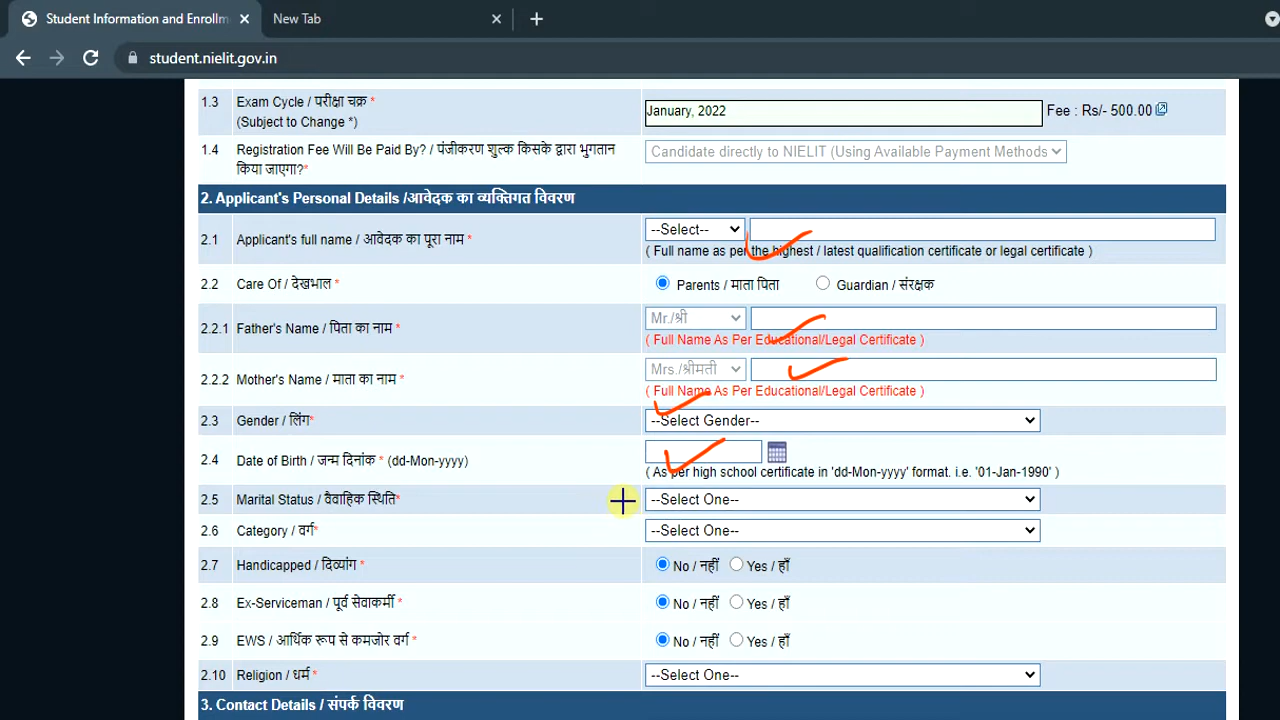 Student Information and Enrollm
New Tab
student.nielit.gov.in
1.3 Exam Cycle / परीक्षा चक्र * January, 2022 Fee : Rs/- 500.00
(Subject to Change *)
1.4 Registration Fee Will Be Paid By? / पंजीकरण शुल्क किसके द्वारा भुगतान Candidate directly to NIELIT (Using Available Payment Methods
किया जाएगा?*
2. Applicant's Personal Details /आवेदक का व्यक्तिगत विवरण
2.1 Applicant's full name / आवेदक का पूरा नाम * --Select--
( Full name as per the highest / latest qualification certificate or legal certificate )
2.2 Care Of / देखभाल * Parents / माता पिता Guardian / संरक्षक
2.2.1 Father's Name / पिता का नाम * Mr./श्री
( Full Name As Per Educational/Legal Certificate )
2.2.2 Mother's Name / माता का नाम * Mrs./श्रीमती
( Full Name As Per Educational/Legal Certificate )
2.3 Gender / लिंग* --Select Gender--
2.4 Date of Birth / जन्म दिनांक * (dd-Mon-yyyy)
( As per high school certificate in 'dd-Mon-yyyy' format. i.e. '01-Jan-1990' )
2.5 Marital Status / वैवाहिक स्थिति* --Select One--
2.6 Category / वर्ग* --Select One--
2.7 Handicapped / दिव्यांग * No / नहीं Yes / हाँ
2.8 Ex-Serviceman / पूर्व सेवाकर्मी * No / नहीं Yes / हाँ
2.9 EWS / आर्थिक रूप से कमजोर वर्ग * No / नहीं Yes / हाँ
2.10 Religion / धर्म * --Select One--
3. Contact Details / संपर्क विवरण